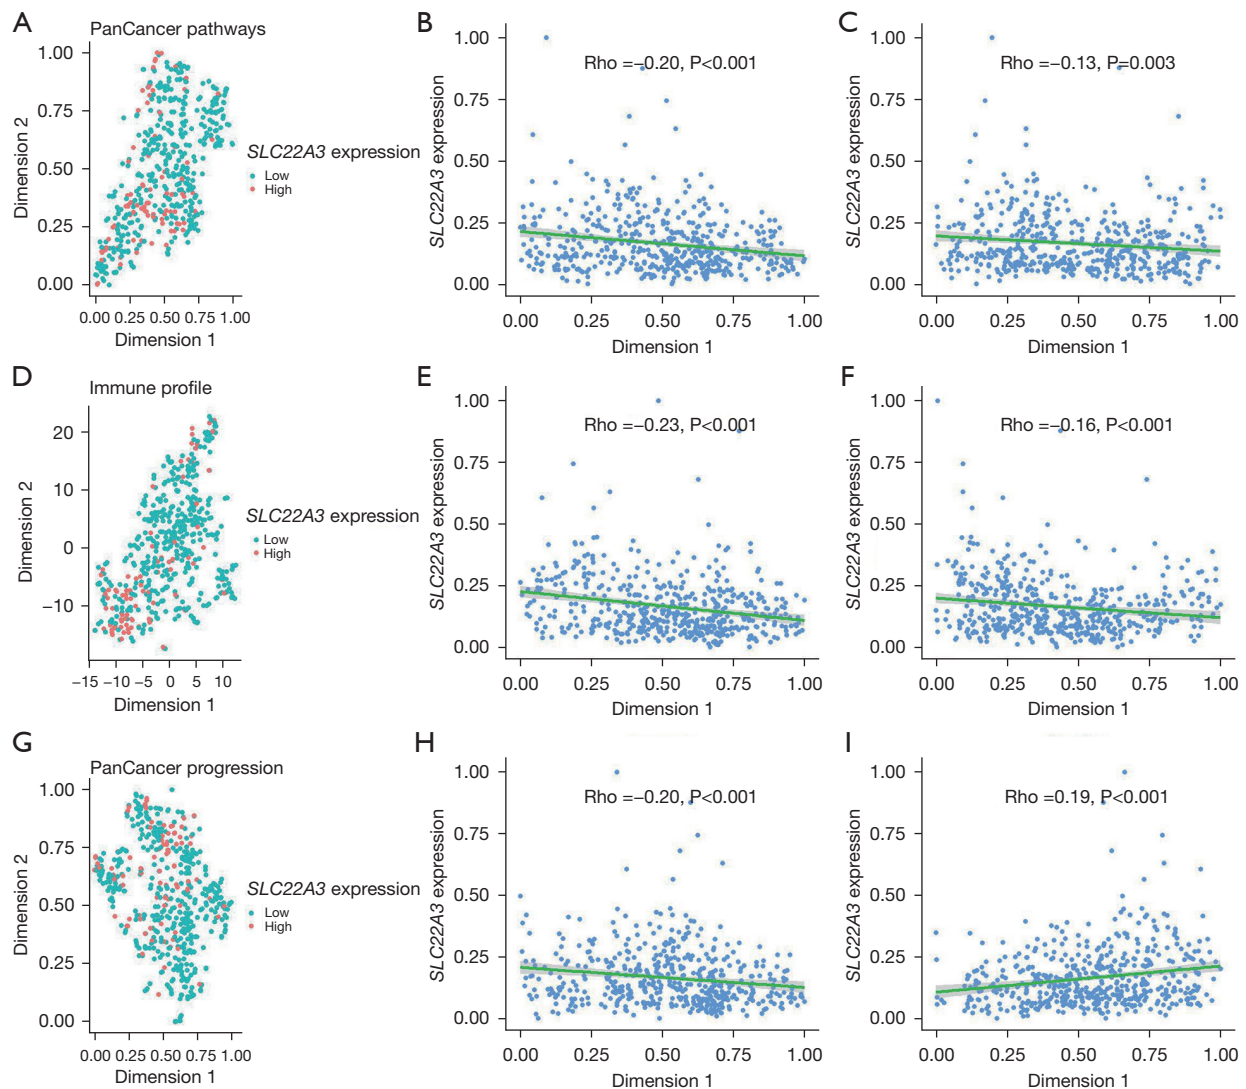 A
PanCancer pathways
1.00
0.75
0.50
0.25
0.00
Dimension 2
0.00 0.25 0.50 0.75 1.00
Dimension 1
SLC22A3 expression
Low
High
B
Rho =−0.20, P<0.001
1.00
0.75
0.50
0.25
0.00
SLC22A3 expression
0.00 0.25 0.50 0.75 1.00
Dimension 1
C
Rho =−0.13, P=0.003
1.00
0.75
0.50
0.25
0.00
SLC22A3 expression
0.00 0.25 0.50 0.75 1.00
Dimension 1
D
Immune profile
20
10
0
−10
Dimension 2
−15 −10 −5 0 5 10
Dimension 1
SLC22A3 expression
Low
High
E
Rho =−0.23, P<0.001
1.00
0.75
0.50
0.25
0.00
SLC22A3 expression
0.00 0.25 0.50 0.75 1.00
Dimension 1
F
Rho =−0.16, P<0.001
1.00
0.75
0.50
0.25
0.00
SLC22A3 expression
0.00 0.25 0.50 0.75 1.00
Dimension 1
G
PanCancer progression
1.00
0.75
0.50
0.25
0.00
Dimension 2
0.00 0.25 0.50 0.75 1.00
Dimension 1
SLC22A3 expression
Low
High
H
Rho =−0.20, P<0.001
1.00
0.75
0.50
0.25
0.00
SLC22A3 expression
0.00 0.25 0.50 0.75 1.00
Dimension 1
I
Rho =0.19, P<0.001
1.00
0.75
0.50
0.25
0.00
SLC22A3 expression
0.00 0.25 0.50 0.75 1.00
Dimension 1